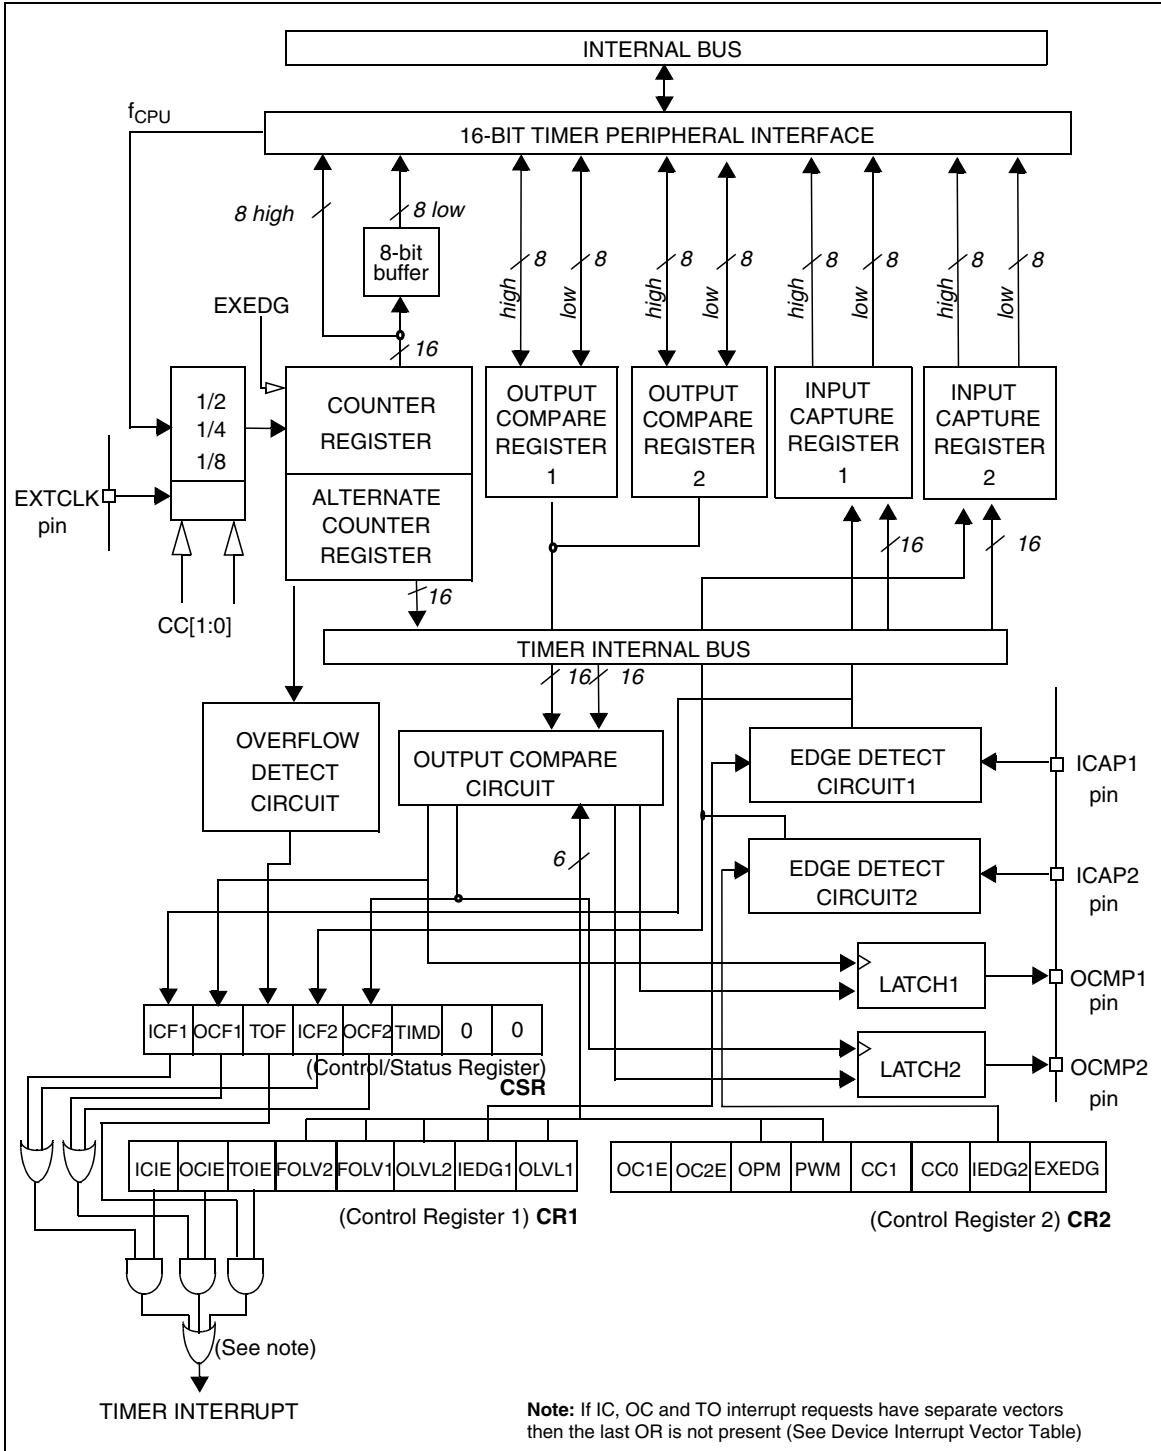 INTERNAL BUS
fCPU
16-BIT TIMER PERIPHERAL INTERFACE
8 high
8 low
8-bit
buffer
high
8
low
8
high
8
low
8
high
8
low
8
high
8
low
8
EXEDG
16
1/2
1/4
1/8
COUNTER
REGISTER
ALTERNATE
COUNTER
REGISTER
OUTPUT
COMPARE
REGISTER
1
OUTPUT
COMPARE
REGISTER
2
INPUT
CAPTURE
REGISTER
1
INPUT
CAPTURE
REGISTER
2
EXTCLK
pin
CC[1:0]
16
16
16
TIMER INTERNAL BUS
16
16
OVERFLOW
DETECT
CIRCUIT
OUTPUT COMPARE
CIRCUIT
6
EDGE DETECT
CIRCUIT1
ICAP1
pin
EDGE DETECT
CIRCUIT2
ICAP2
pin
LATCH1
OCMP1
pin
LATCH2
OCMP2
pin
ICF1 OCF1 TOF ICF2 OCF2 TIMD 0 0
(Control/Status Register)
CSR
ICIE OCIE TOIE FOLV2 FOLV1 OLVL2 IEDG1 OLVL1
(Control Register 1) CR1
OC1E OC2E OPM PWM CC1 CC0 IEDG2 EXEDG
(Control Register 2) CR2
(See note)
TIMER INTERRUPT
Note: If IC, OC and TO interrupt requests have separate vectors
then the last OR is not present (See Device Interrupt Vector Table)